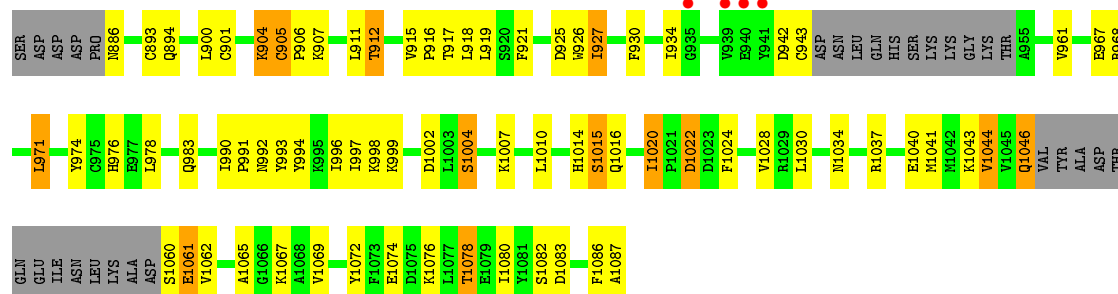 SER ASP ASP ASP PRO N886 C893 Q894 L900 C901 K904 C905 P906 K907 L911 T912 V915 P916 T917 L918 L919 S920 F921 D925 W926 I927 F930 I934 G935 V939 E940 Y941 D942 C943 ASP ASN LEU GLN HIS SER LYS LYS GLY LYS THR A955 V961 E967
L971 Y974 C975 H976 E977 L978 Q983 I990 P991 N992 Y993 Y994 K995 I996 I997 K998 K999 D1002 L1003 S1004 K1007 L1010 H1014 S1015 Q1016 I1020 P1021 D1022 D1023 F1024 V1028 R1029 L1030 N1034 R1037 E1040 M1041 M1042 K1043 V1044 V1045 Q1046 VAL TYR ALA ASP THR
GLN GLU ILE ASN LEU LYS ALA ASP S1060 E1061 V1062 A1065 G1066 K1067 A1068 V1069 Y1072 F1073 E1074 D1075 K1076 L1077 T1078 E1079 I1080 Y1081 S1082 D1083 F1086 A1087